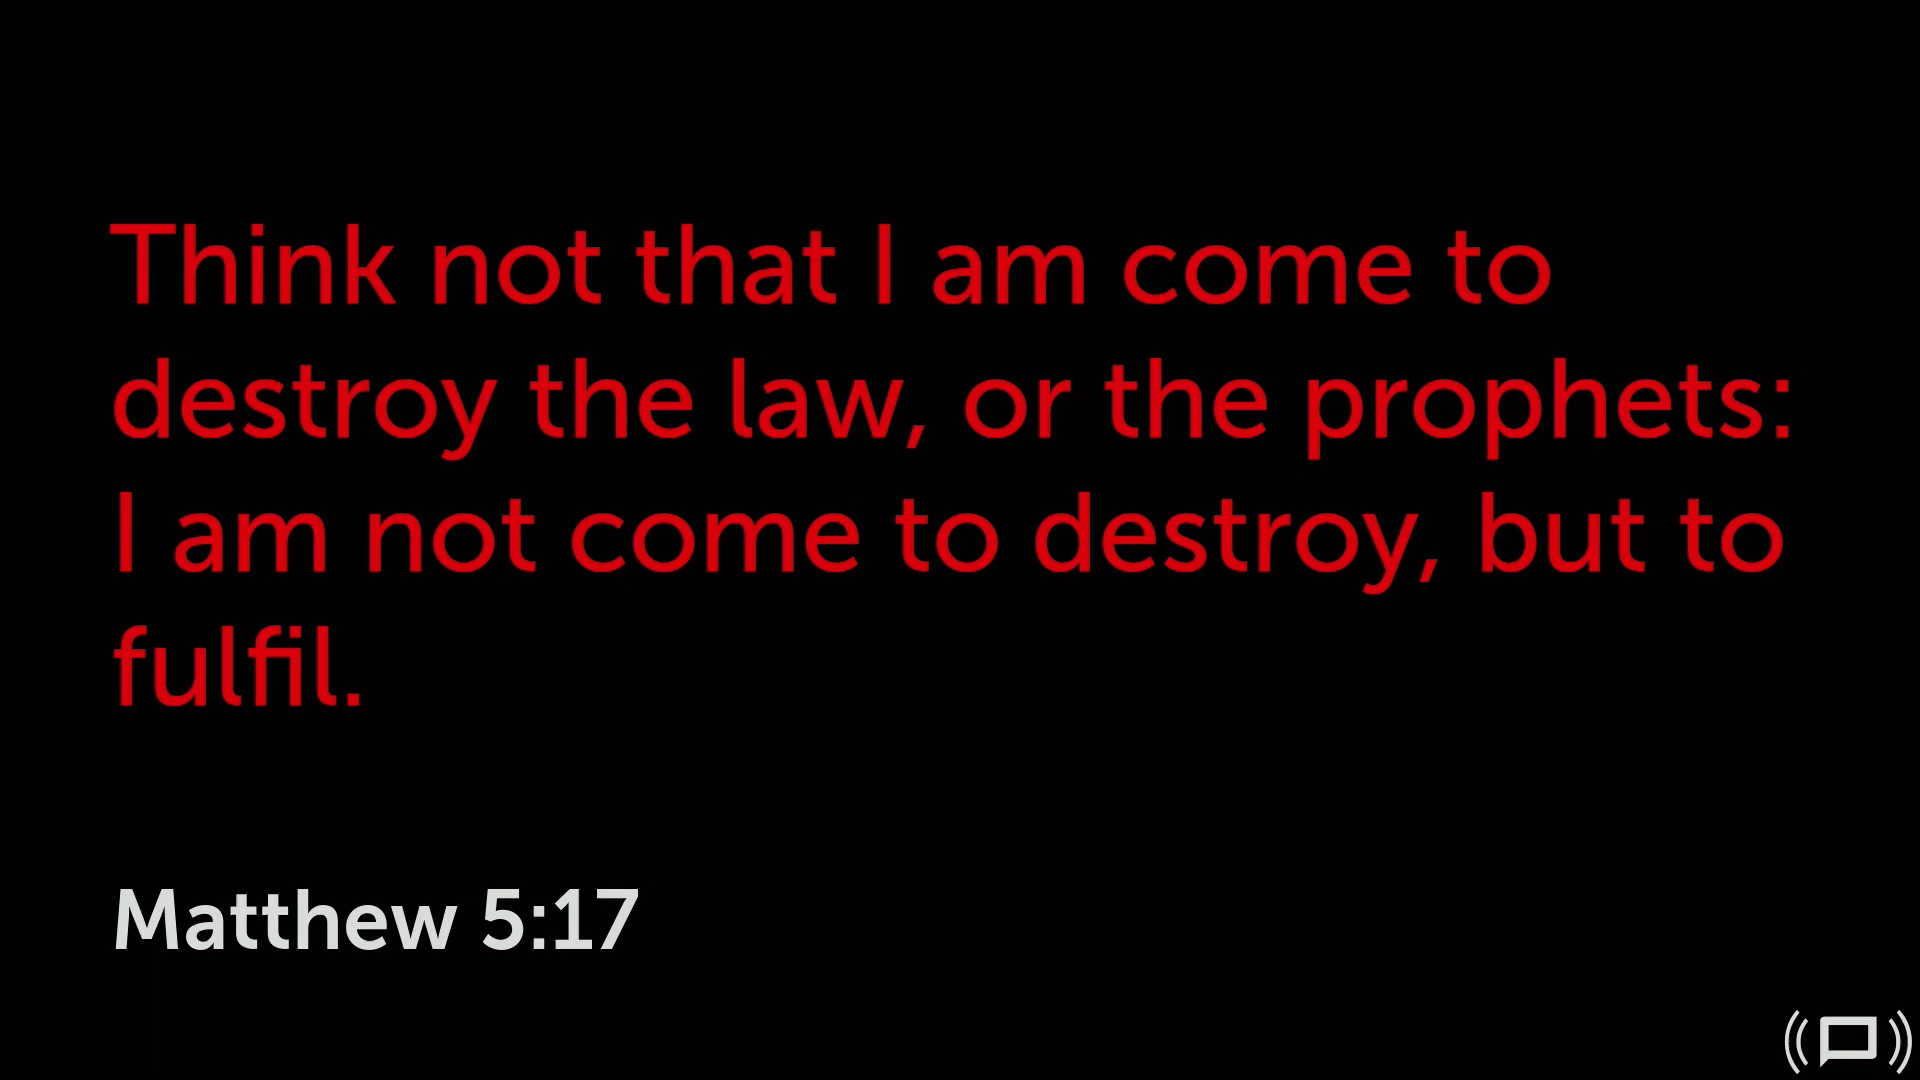 Think not that I am come to
destroy the law, or the prophets:
I am not come to destroy, but to
fulfil.
Matthew 5:17